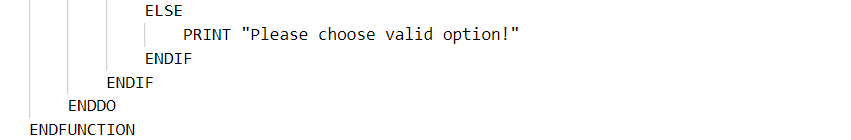 ELSE
PRINT "Please choose valid option!"
ENDIF
ENDIF
ENDDO
ENDFUNCTION